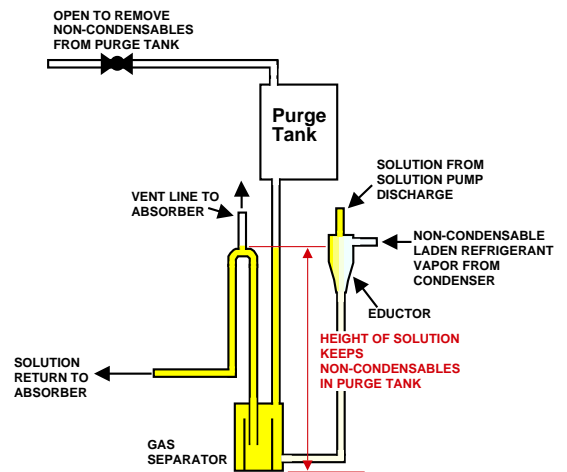 OPEN TO REMOVE
NON-CONDENSABLES
FROM PURGE TANK
Purge
Tank
SOLUTION FROM
SOLUTION PUMP
DISCHARGE
VENT LINE TO
ABSORBER
NON-CONDENSABLE
LADEN REFRIGERANT
VAPOR FROM
CONDENSER
EDUCTOR
HEIGHT OF SOLUTION
KEEPS
NON-CONDENSABLES
IN PURGE TANK
SOLUTION
RETURN TO
ABSORBER
GAS
SEPARATOR